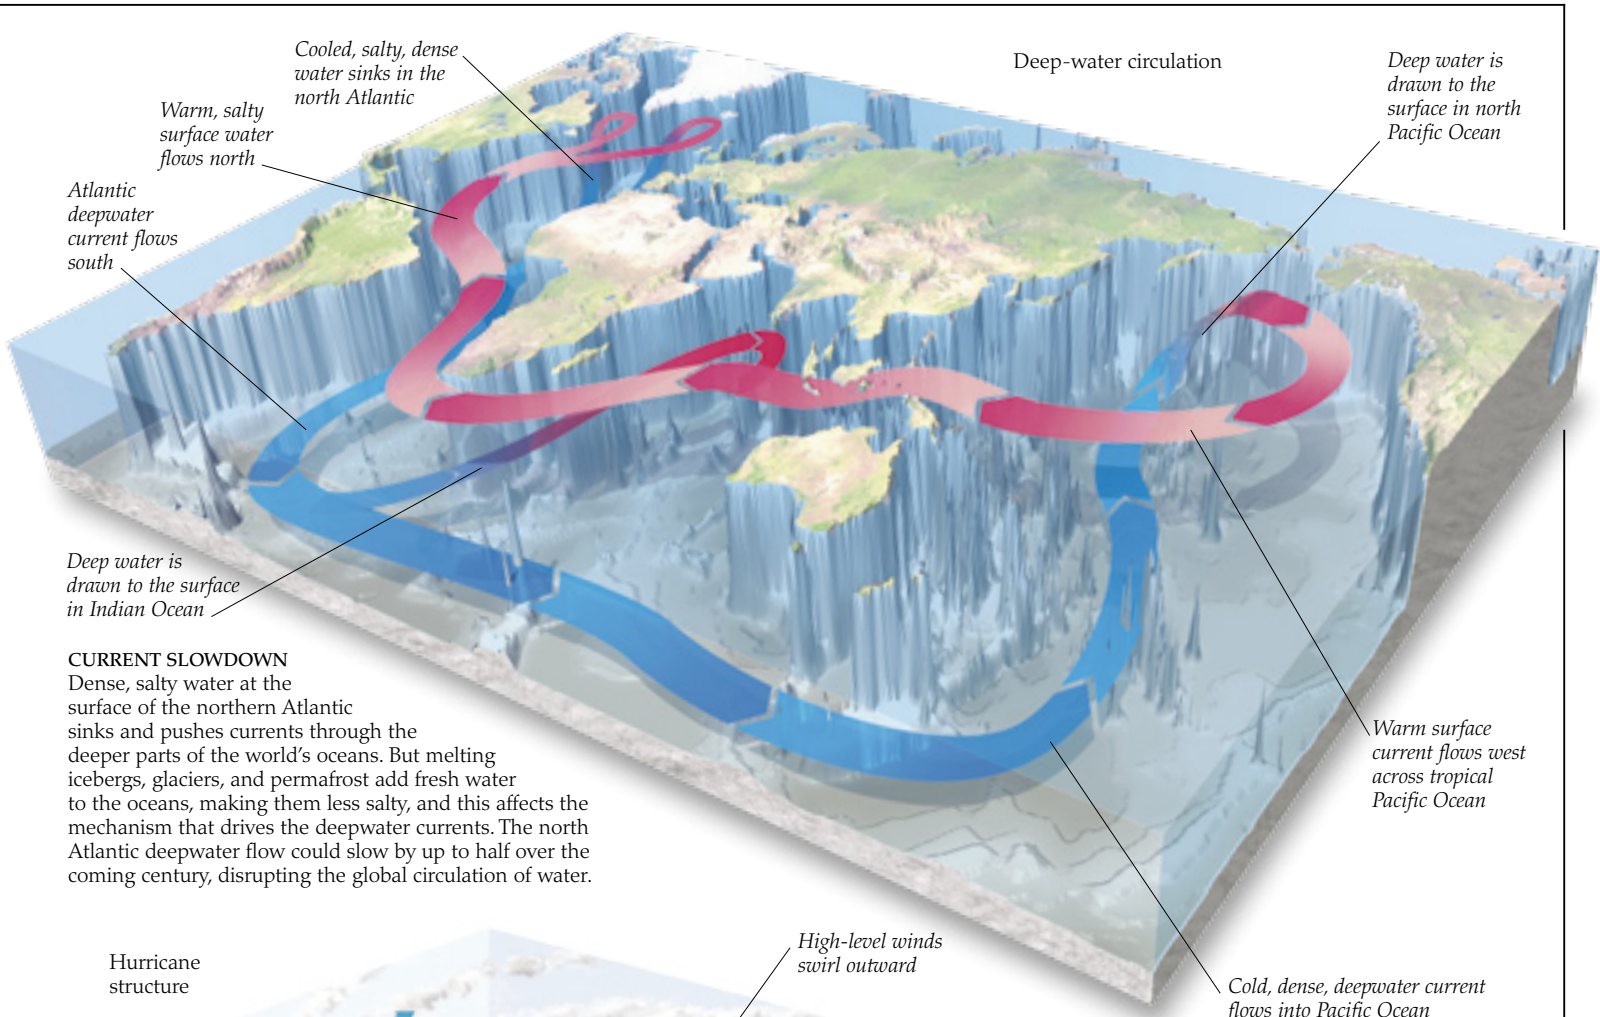 Deep-water circulation
Cooled, salty, dense
water sinks in the
north Atlantic
Warm, salty
surface water
flows north
Atlantic
deepwater
current flows
south
Deep water is
drawn to the
surface in north
Pacific Ocean
Deep water is
drawn to the surface
in Indian Ocean
CURRENT SLOWDOWN
Dense, salty water at the
surface of the northern Atlantic
sinks and pushes currents through the
deeper parts of the world’s oceans. But melting
icebergs, glaciers, and permafrost add fresh water
to the oceans, making them less salty, and this affects the
mechanism that drives the deepwater currents. The north
Atlantic deepwater flow could slow by up to half over the
coming century, disrupting the global circulation of water.
Warm surface
current flows west
across tropical
Pacific Ocean
Cold, dense, deepwater current
flows into Pacific Ocean
Hurricane
structure
High-level winds
swirl outward